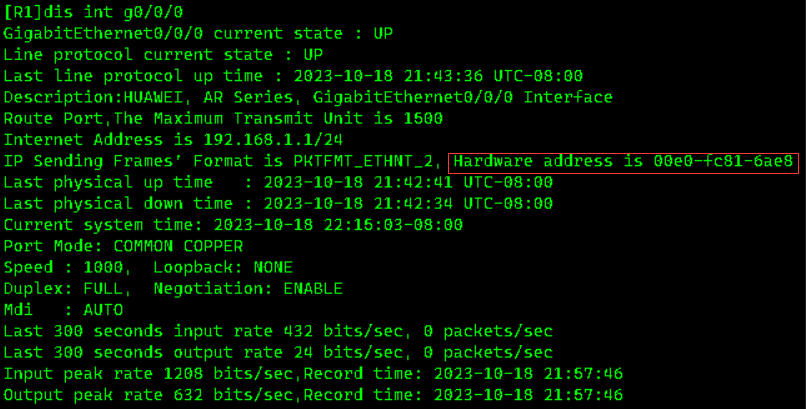 [R1]dis int g0/0/0
GigabitEthernet0/0/0 current state : UP
Line protocol current state : UP
Last line protocol up time : 2023-10-18 21:43:36 UTC-08:00
Description:HUAWEI, AR Series, GigabitEthernet0/0/0 Interface
Route Port,The Maximum Transmit Unit is 1500
Internet Address is 192.168.1.1/24
IP Sending Frames' Format is PKTFMT_ETHNT_2, Hardware address is 00e0-fc81-6ae8
Last physical up time   : 2023-10-18 21:42:41 UTC-08:00
Last physical down time : 2023-10-18 21:42:34 UTC-08:00
Current system time: 2023-10-18 22:15:03-08:00
Port Mode: COMMON COPPER
Speed : 1000,  Loopback: NONE
Duplex: FULL,  Negotiation: ENABLE
Mdi   : AUTO
Last 300 seconds input rate 432 bits/sec, 0 packets/sec
Last 300 seconds output rate 24 bits/sec, 0 packets/sec
Input peak rate 1208 bits/sec,Record time: 2023-10-18 21:57:46
Output peak rate 632 bits/sec,Record time: 2023-10-18 21:57:46